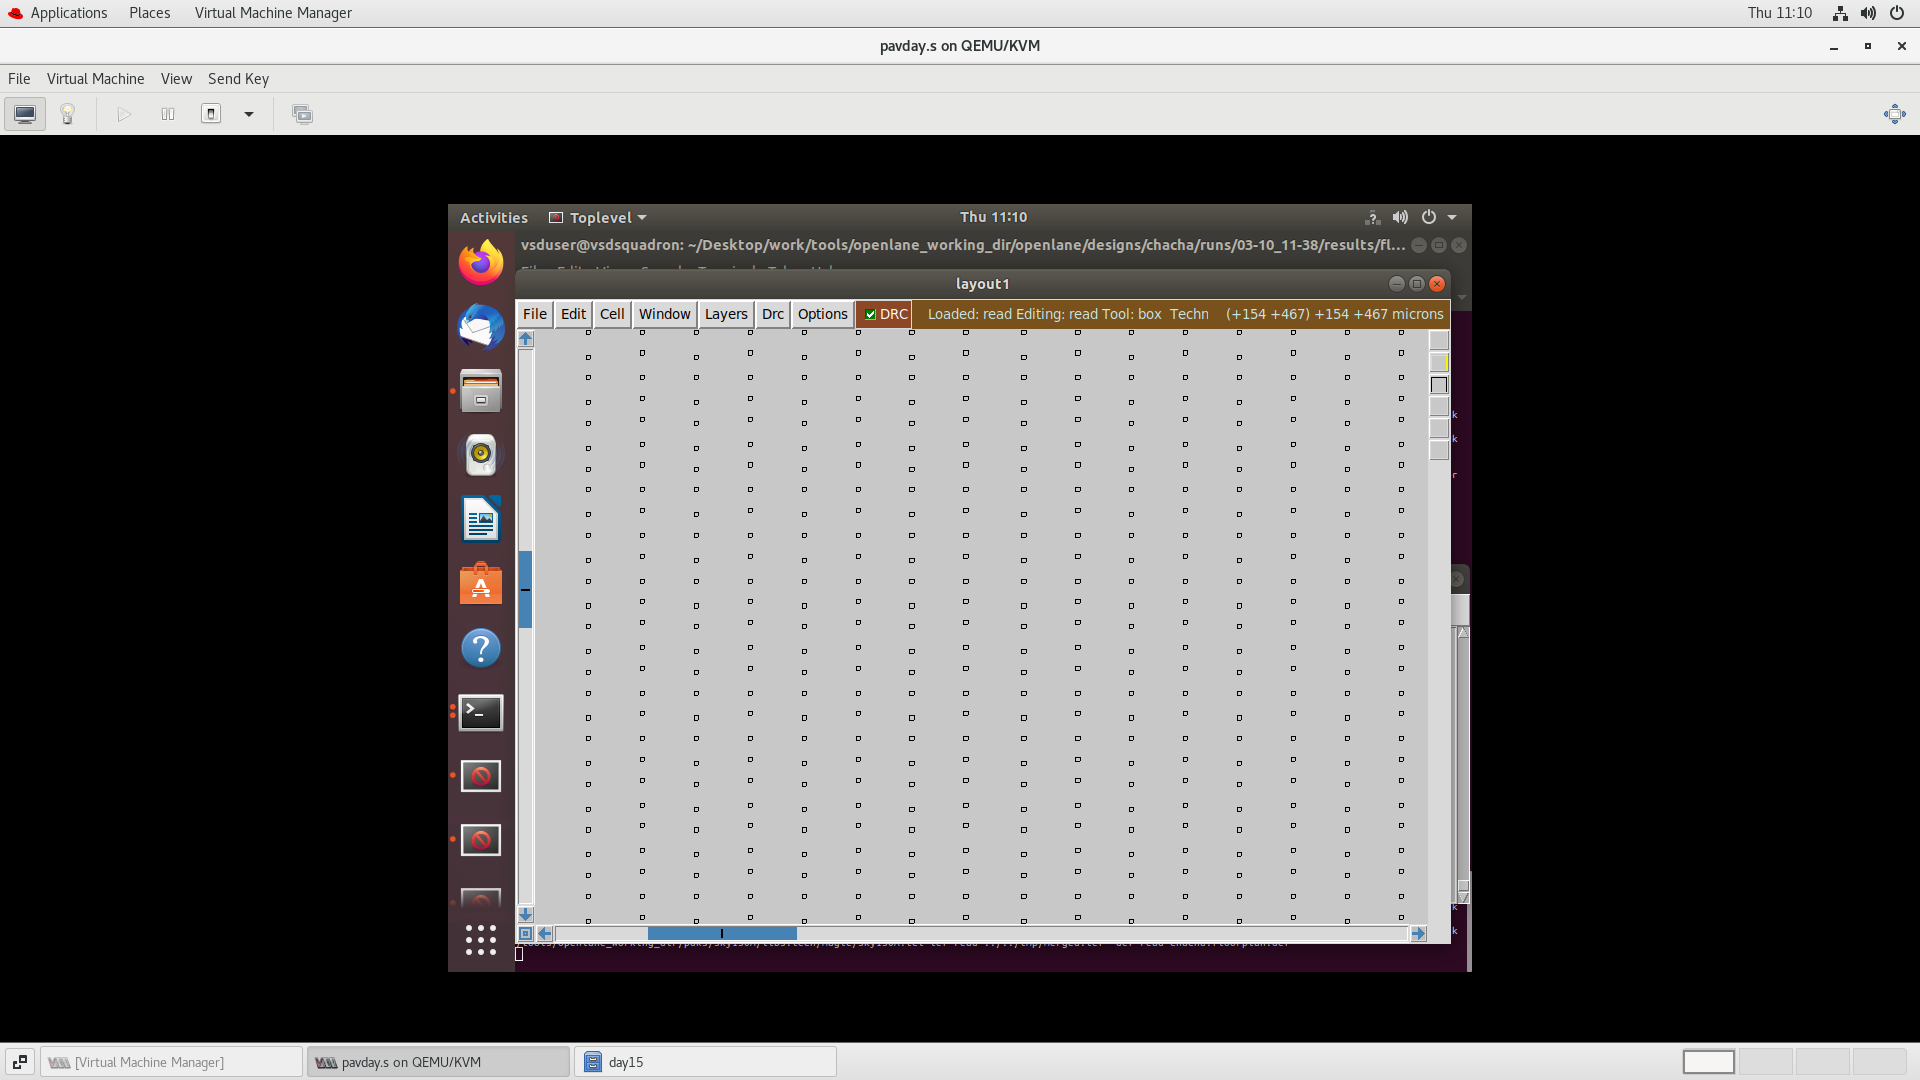 Applications Places Virtual Machine Manager Thu 11:10
pavday.s on QEMU/KVM
File Virtual Machine View Send Key
Activities Toplevel Thu 11:10
vsduser@vsdsquadron: ~/Desktop/work/tools/openlane_working_dir/openlane/designs/chacha/runs/03-10_11-38/results/fl...
layout1
File Edit Cell Window Layers Drc Options DRC Loaded: read Editing: read Tool: box Techn (+154 +467) +154 +467 microns
k
k
r
k
k
[Virtual Machine Manager] pavday.s on QEMU/KVM day15